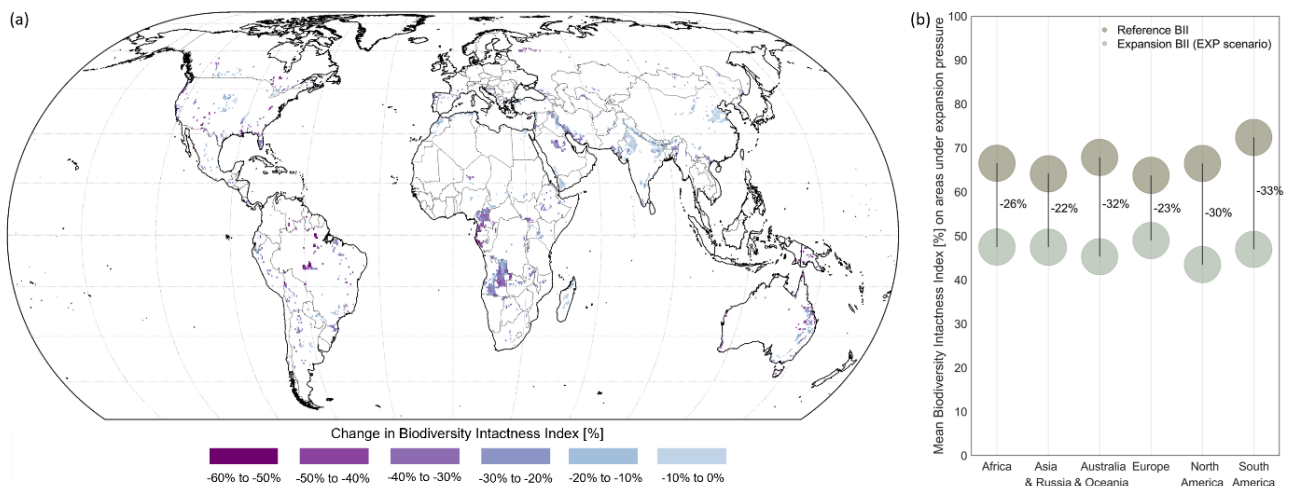 (a)
Change in Biodiversity Intactness Index [%]
-60% to -50%
-50% to -40%
-40% to -30%
-30% to -20%
-20% to -10%
-10% to 0%
(b)
Mean Biodiversity Intactness Index [%] on areas under expansion pressure
100
90
80
70
60
50
40
30
20
10
0
Reference BII
Expansion BII (EXP scenario)
-26%
-22%
-32%
-23%
-30%
-33%
Africa
Asia
& Russia
Australia
& Oceania
Europe
North
America
South
America